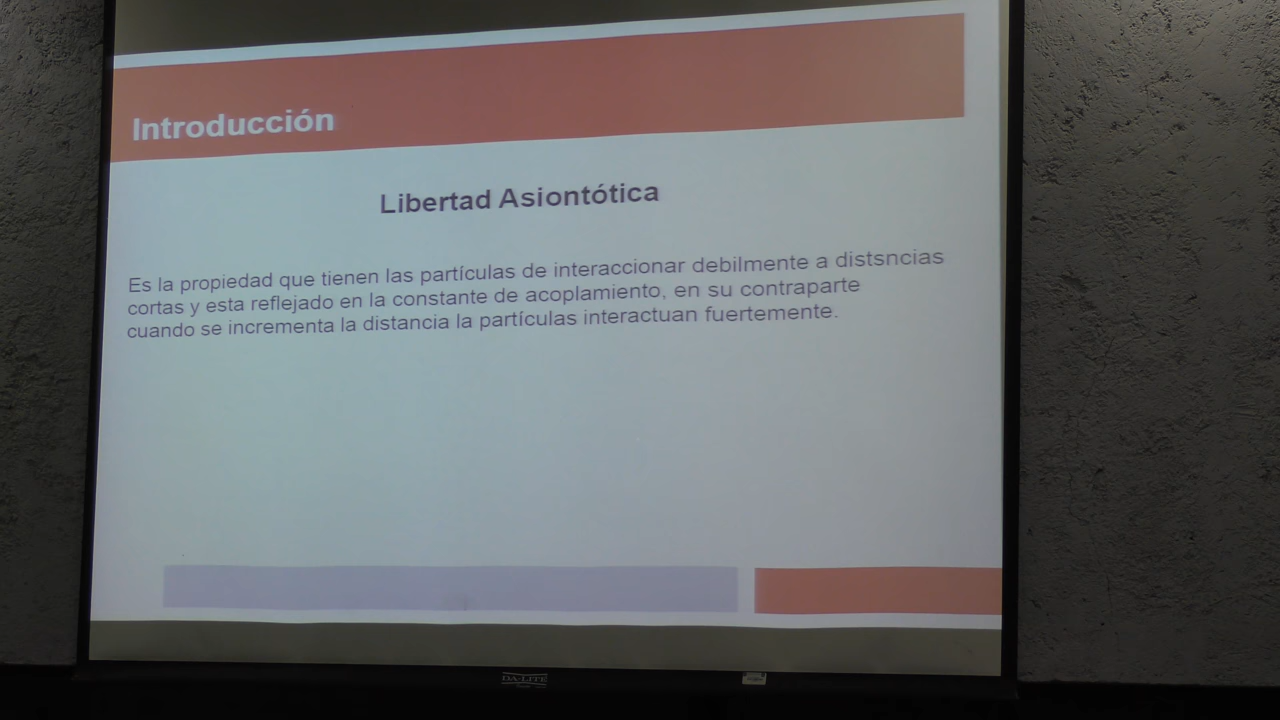 Introducción
Libertad Asiontótica
Es la propiedad que tienen las partículas de interaccionar debilmente a distsncias
cortas y esta reflejado en la constante de acoplamiento, en su contraparte
cuando se incrementa la distancia la partículas interactuan fuertemente.
DA-LITE